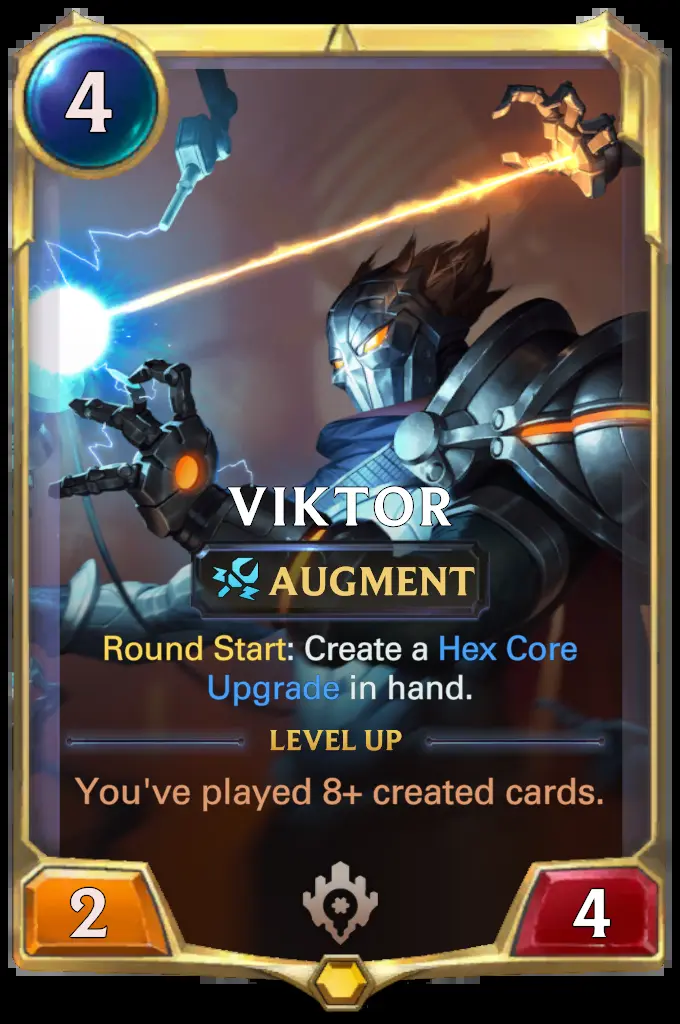 4
VIKTOR
AUGMENT
Round Start: Create a Hex Core
Upgrade in hand.
LEVEL UP
You've played 8+ created cards.
2
4